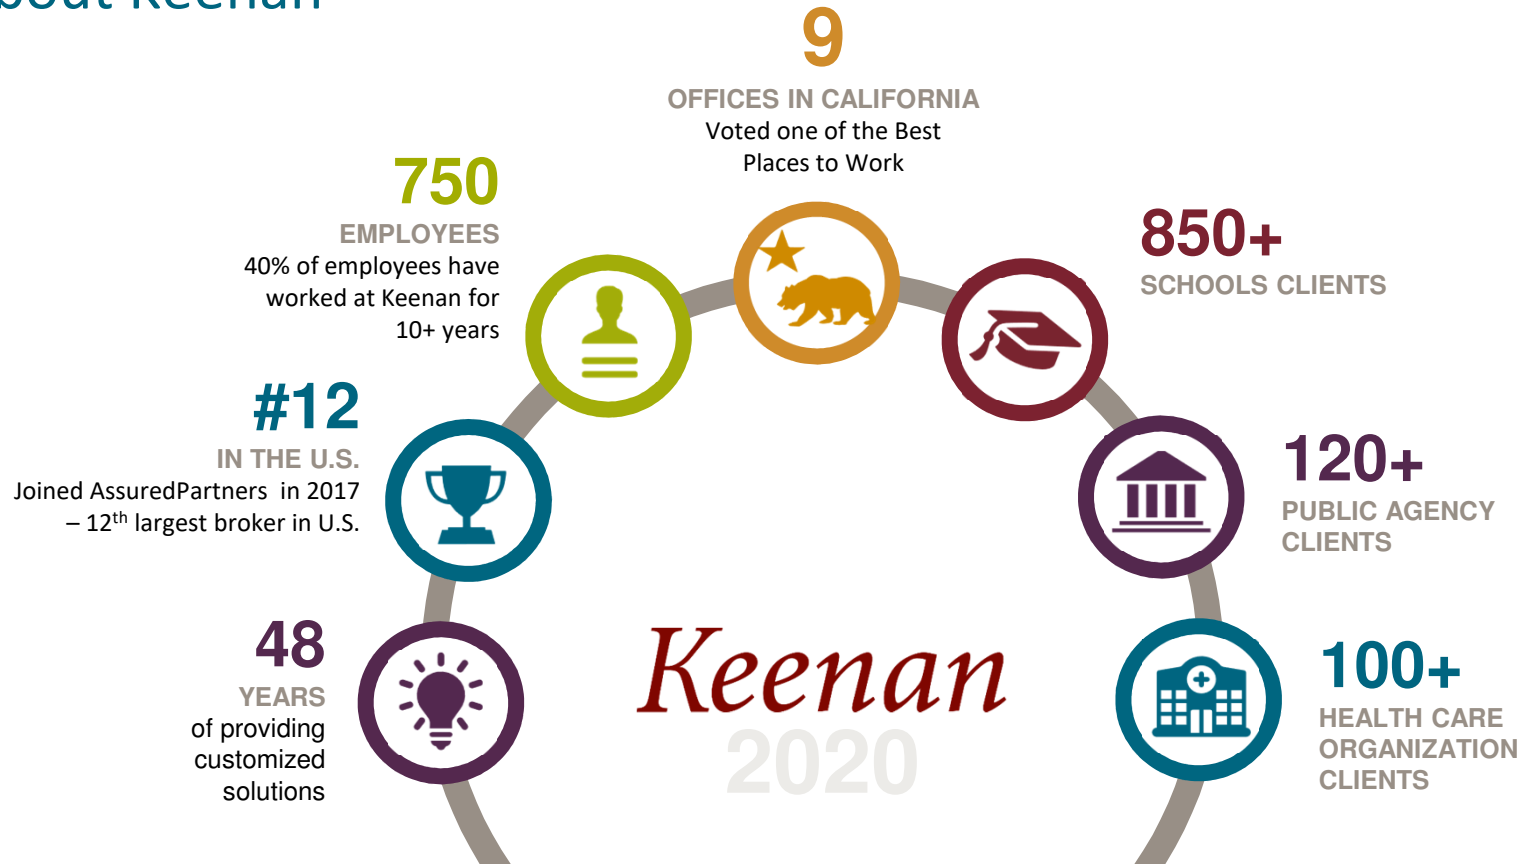 bout Keenan
9
OFFICES IN CALIFORNIA
Voted one of the Best
Places to Work
750
EMPLOYEES
40% of employees have
worked at Keenan for
10+ years
850+
SCHOOLS CLIENTS
#12
IN THE U.S.
Joined AssuredPartners in 2017
– 12th largest broker in U.S.
120+
PUBLIC AGENCY
CLIENTS
48
YEARS
of providing
customized
solutions
Keenan
2020
100+
HEALTH CARE
ORGANIZATION
CLIENTS